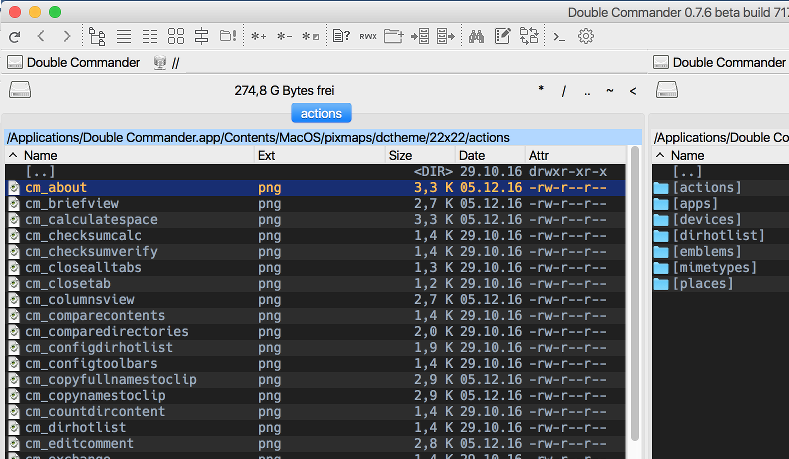 Double Commander 0.7.6 beta build 717
RWX
Double Commander //
Double Commander
274,8 G Bytes frei * / .. ~ <
actions
/Applications/Double Commander.app/Contents/MacOS/pixmaps/dctheme/22x22/actions
/Applications/Double Co
Name Ext Size Date Attr
Name
[..] <DIR> 29.10.16 drwxr-xr-x
cm_about png 3,3 K 05.12.16 -rw-r--r--
cm_briefview png 2,7 K 05.12.16 -rw-r--r--
cm_calculatespace png 3,3 K 05.12.16 -rw-r--r--
cm_checksumcalc png 1,4 K 29.10.16 -rw-r--r--
cm_checksumverify png 1,4 K 29.10.16 -rw-r--r--
cm_closealltabs png 1,3 K 29.10.16 -rw-r--r--
cm_closetab png 1,2 K 29.10.16 -rw-r--r--
cm_columnsview png 2,7 K 05.12.16 -rw-r--r--
cm_comparecontents png 1,4 K 29.10.16 -rw-r--r--
cm_comparedirectories png 2,0 K 29.10.16 -rw-r--r--
cm_configdirhotlist png 1,9 K 29.10.16 -rw-r--r--
cm_configtoolbars png 1,4 K 29.10.16 -rw-r--r--
cm_copyfullnamestoclip png 2,9 K 05.12.16 -rw-r--r--
cm_copynamestoclip png 2,9 K 05.12.16 -rw-r--r--
cm_countdircontent png 1,4 K 29.10.16 -rw-r--r--
cm_dirhotlist png 1,4 K 29.10.16 -rw-r--r--
cm_editcomment png 2,8 K 05.12.16 -rw-r--r--
cm_exchange png 1,4 K 29.10.16 -rw-r--r--
[..]
[actions]
[apps]
[devices]
[dirhotlist]
[emblems]
[mimetypes]
[places]